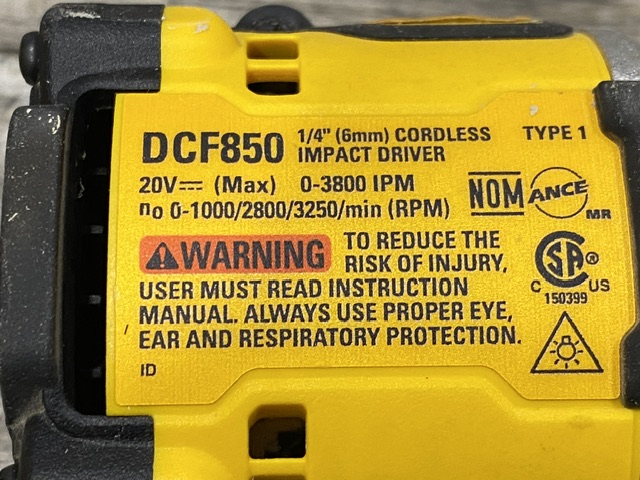 DCF850 1/4" (6mm) CORDLESS IMPACT DRIVER TYPE 1
20V⎓ (Max) 0-3800 IPM
no 0-1000/2800/3250/min (RPM)
NOM ANCE MR
⚠WARNING TO REDUCE THE
RISK OF INJURY,
USER MUST READ INSTRUCTION
MANUAL. ALWAYS USE PROPER EYE,
EAR AND RESPIRATORY PROTECTION.
CSA ®
C US
150399
ID